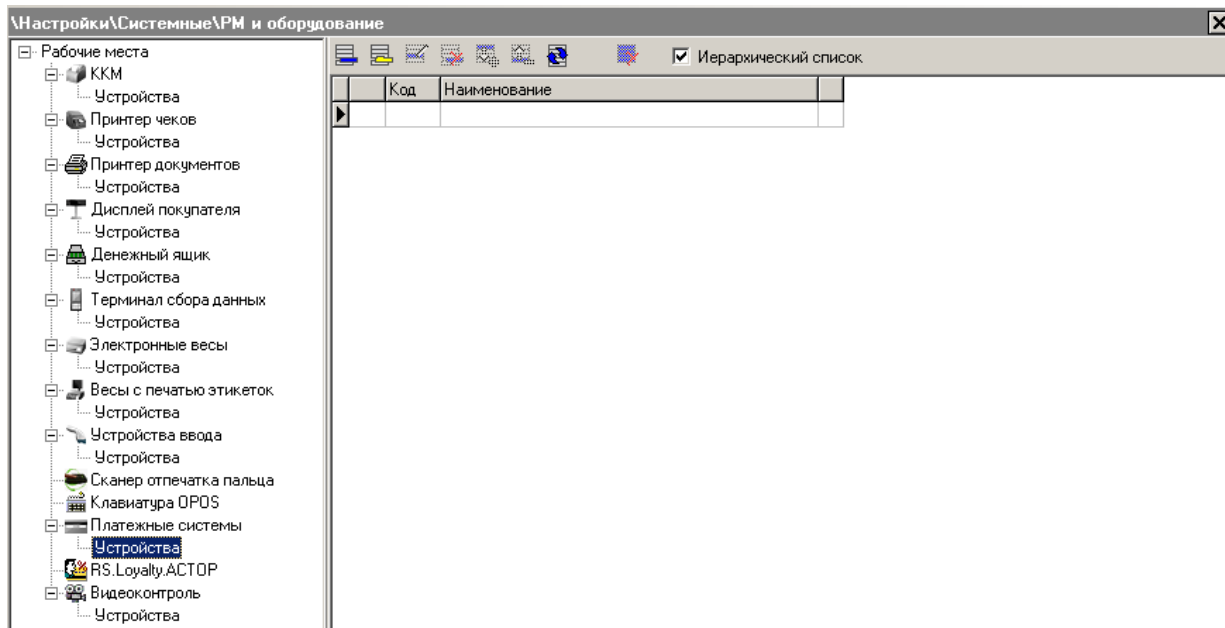 \Настройки\Системные\РМ и оборудование
Рабочие места
ККМ
Устройства
Принтер чеков
Устройства
Принтер документов
Устройства
Дисплей покупателя
Устройства
Денежный ящик
Устройства
Терминал сбора данных
Устройства
Электронные весы
Устройства
Весы с печатью этикеток
Устройства
Устройства ввода
Устройства
Сканер отпечатка пальца
Клавиатура OPOS
Платежные системы
Устройства
RS.Loyalty.АСТОР
Видеоконтроль
Устройства
Иерархический список
Код Наименование